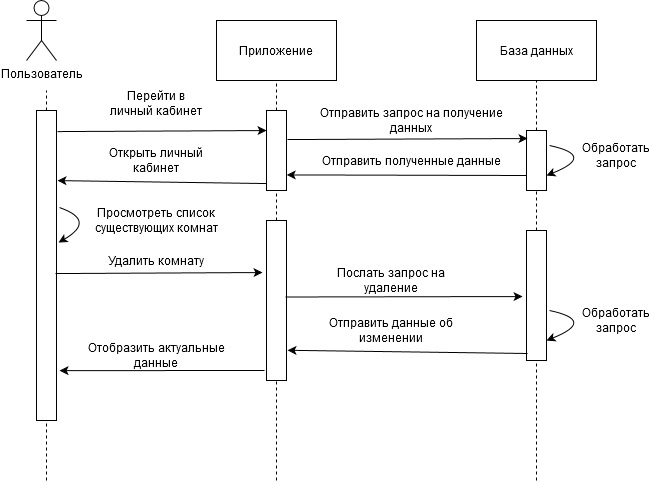 Пользователь
Приложение
База данных
Перейти в
личный кабинет
Отправить запрос на получение
данных
Обработать
запрос
Отправить полученные данные
Открыть личный
кабинет
Просмотреть список
существующих комнат
Удалить комнату
Послать запрос на
удаление
Обработать
запрос
Отправить данные об
изменении
Отобразить актуальные
данные